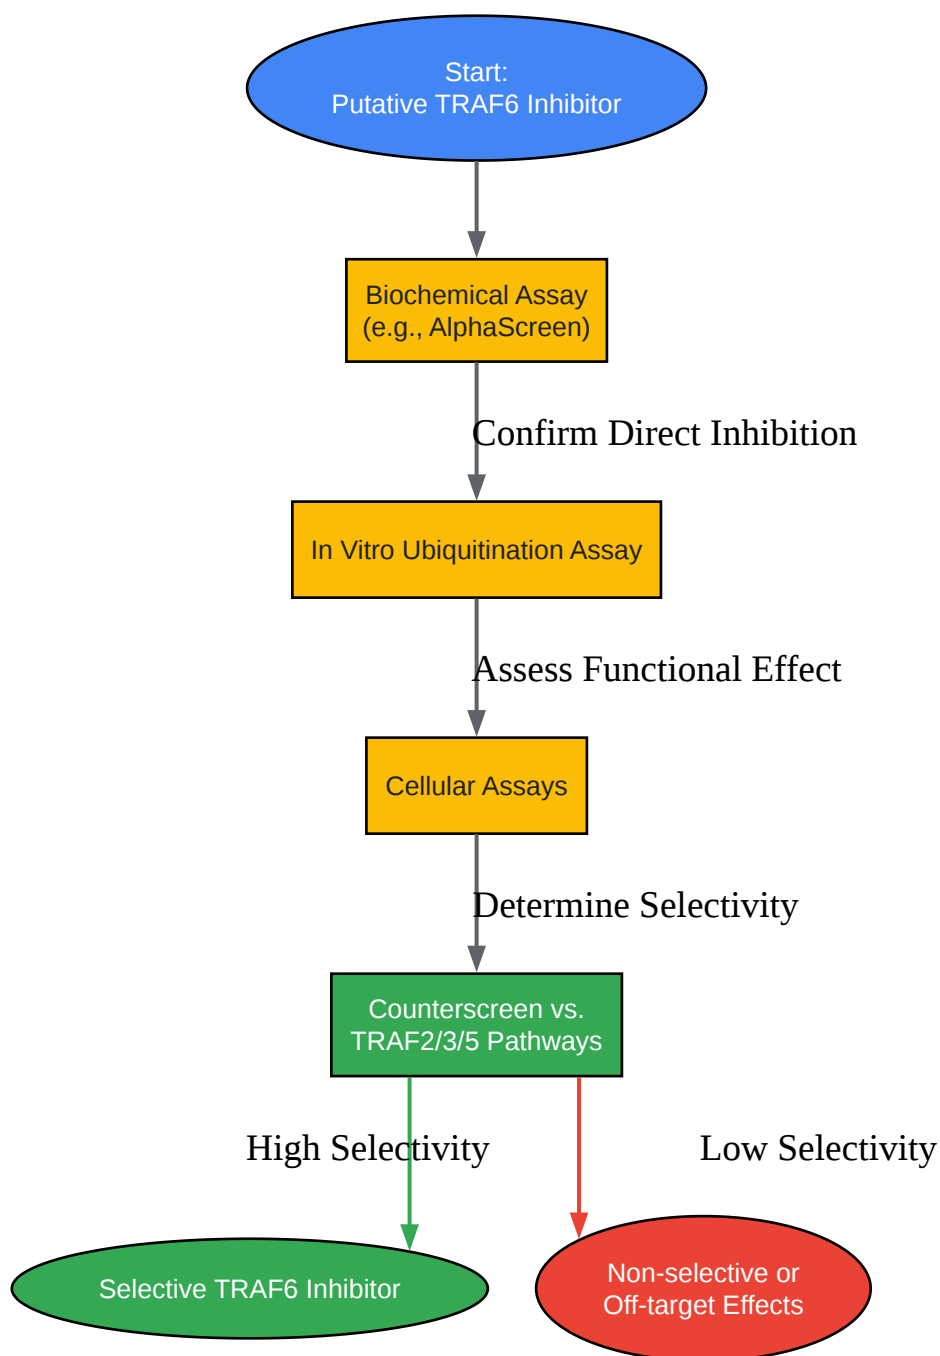 Start:
Putative TRAF6 Inhibitor
Biochemical Assay
(e.g., AlphaScreen)
Confirm Direct Inhibition
In Vitro Ubiquitination Assay
Assess Functional Effect
Cellular Assays
Determine Selectivity
Counterscreen vs.
TRAF2/3/5 Pathways
High Selectivity
Low Selectivity
Selective TRAF6 Inhibitor
Non-selective or
Off-target Effects